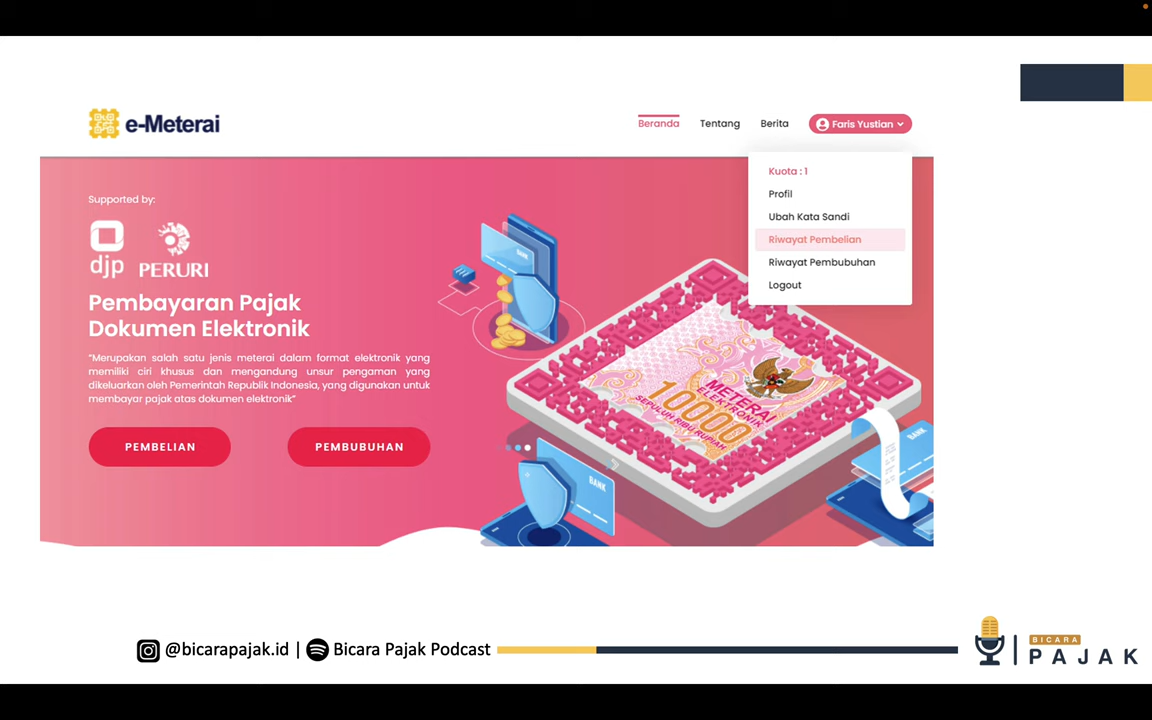 e-Meterai
Beranda
Tentang
Berita
Faris Yustian
Kuota : 1
Profil
Ubah Kata Sandi
Riwayat Pembelian
Riwayat Pembubuhan
Logout
Supported by:
djp
PERURI
Pembayaran Pajak
Dokumen Elektronik
“Merupakan salah satu jenis meterai dalam format elektronik yang
memiliki ciri khusus dan mengandung unsur pengaman yang
dikeluarkan oleh Pemerintah Republik Indonesia, yang digunakan untuk
membayar pajak atas dokumen elektronik”
PEMBELIAN
PEMBUBUHAN
BANK
METERAI
ELEKTRONIK
10000
SEPULUH RIBU RUPIAH
BANK
BANK
@bicarapajak.id | Bicara Pajak Podcast
BICARA
PAJAK